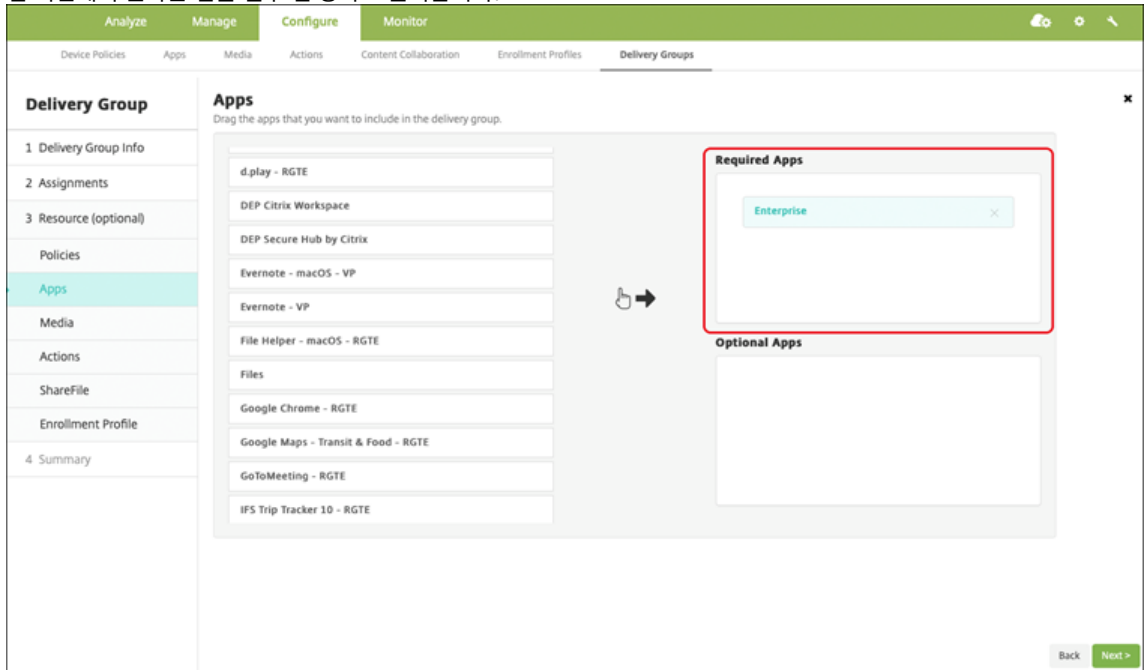 Analyze Manage Configure Monitor
Device Policies Apps Media Actions Content Collaboration Enrollment Profiles Delivery Groups
Delivery Group
1 Delivery Group Info
2 Assignments
3 Resource (optional)
Policies
Apps
Media
Actions
ShareFile
Enrollment Profile
4 Summary
Apps
Drag the apps that you want to include in the delivery group.
d.play - RGTE
DEP Citrix Workspace
DEP Secure Hub by Citrix
Evernote - macOS - VP
Evernote - VP
File Helper - macOS - RGTE
Files
Google Chrome - RGTE
Google Maps - Transit & Food - RGTE
GoToMeeting - RGTE
IFS Trip Tracker 10 - RGTE
Required Apps
Enterprise
Optional Apps
Back Next >